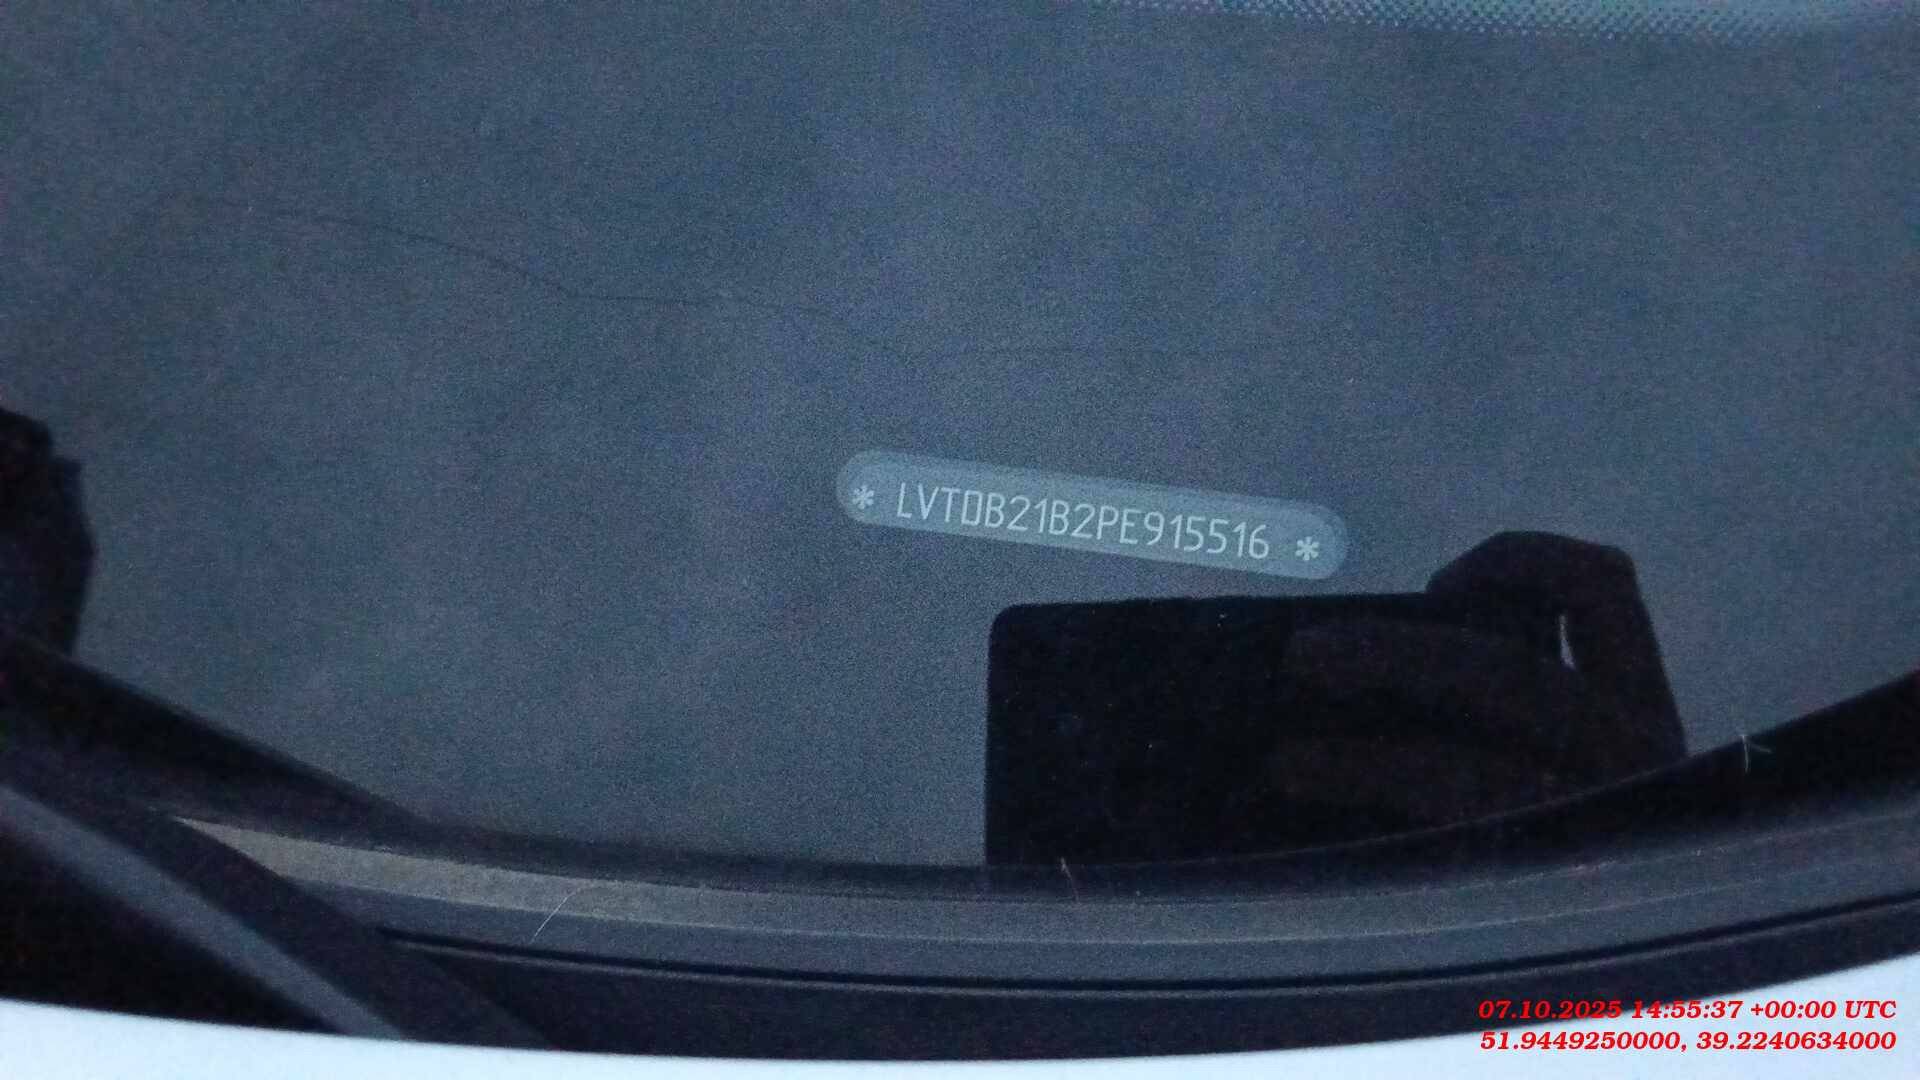 * LVTDB21B2PE915516 *
07.10.2025 14:55:37 +00:00 UTC
51.9449250000, 39.2240634000